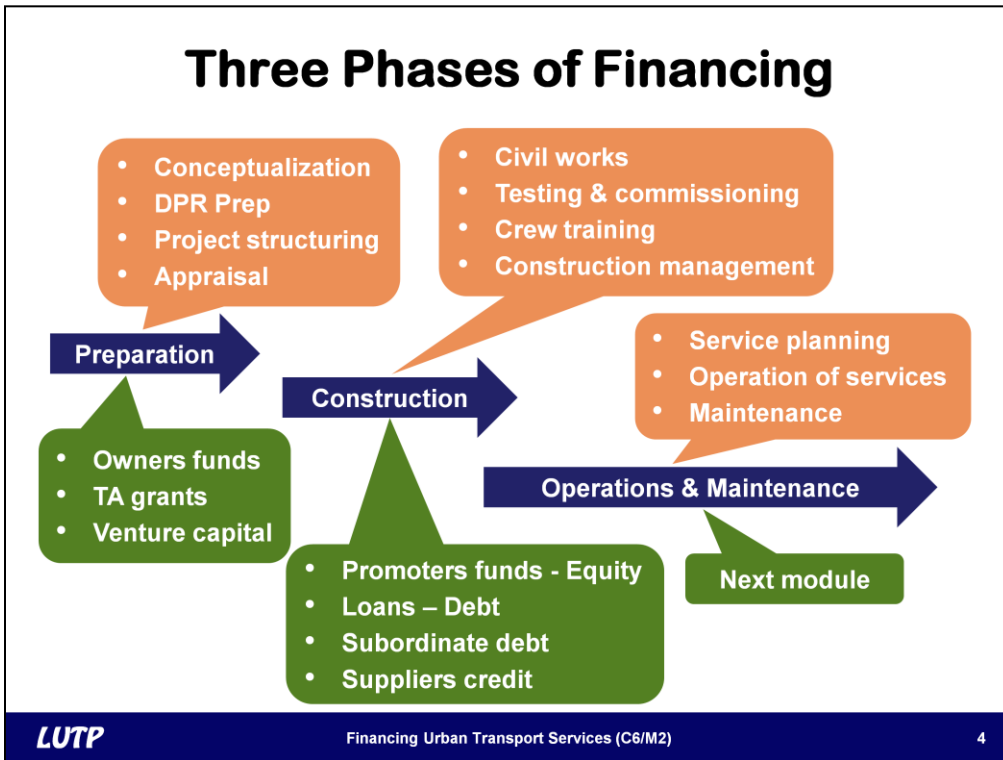 Three Phases of Financing
• Conceptualization
• DPR Prep
• Project structuring
• Appraisal
• Civil works
• Testing & commissioning
• Crew training
• Construction management
Preparation
• Service planning
• Operation of services
• Maintenance
Construction
• Owners funds
• TA grants
• Venture capital
Operations & Maintenance
• Promoters funds - Equity
• Loans – Debt
• Subordinate debt
• Suppliers credit
Next module
LUTP
Financing Urban Transport Services (C6/M2)
4